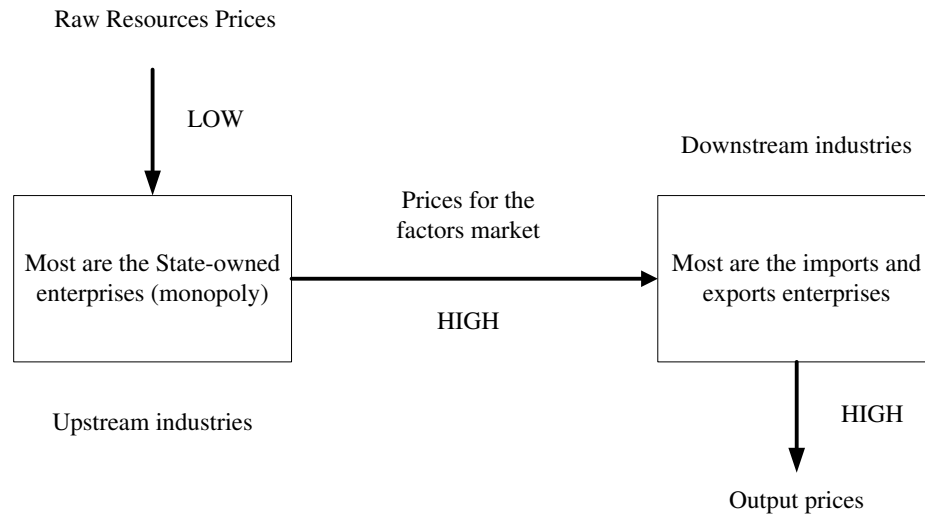 Raw Resources Prices
LOW
Downstream industries
Prices for the
factors market
Most are the State-owned
enterprises (monopoly)
Most are the imports and
exports enterprises
HIGH
Upstream industries
HIGH
Output prices